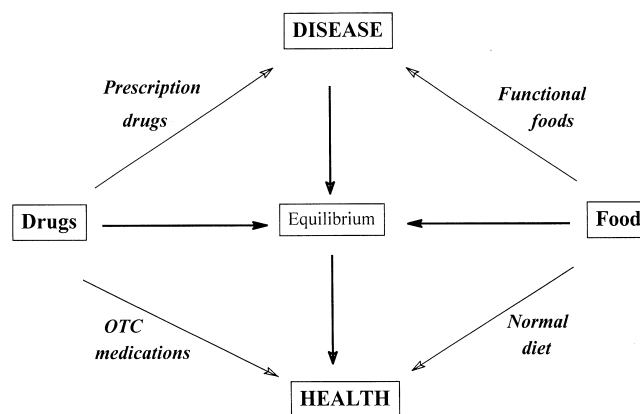 DISEASE
Prescription
drugs
Functional
foods
Drugs
Equilibrium
Food
OTC
medications
Normal
diet
HEALTH